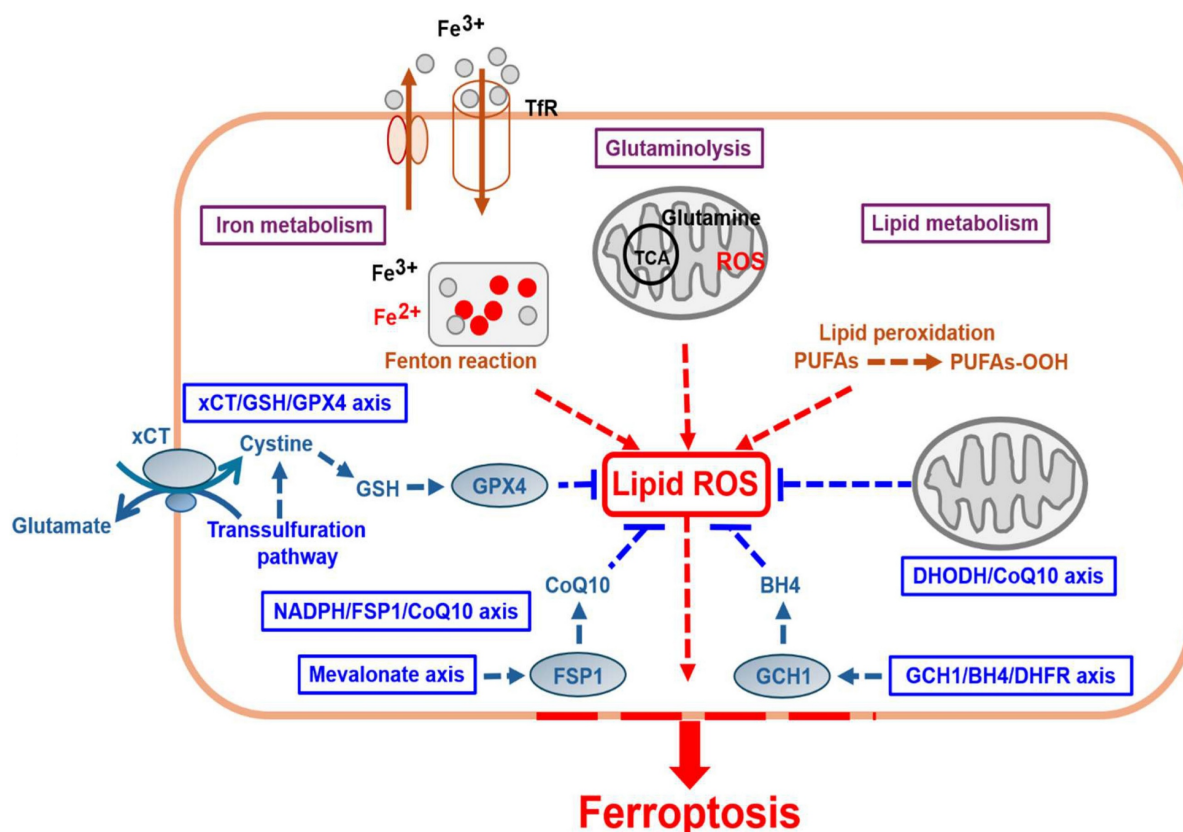 Fe3+
TfR
Glutaminolysis
Iron metabolism
Lipid metabolism
Glutamine
TCA
ROS
Fe3+
Fe2+
Fenton reaction
Lipid peroxidation
PUFAs
PUFAs-OOH
xCT/GSH/GPX4 axis
xCT
Cystine
GSH
GPX4
Lipid ROS
Glutamate
Transsulfuration
pathway
DHODH/CoQ10 axis
CoQ10
BH4
NADPH/FSP1/CoQ10 axis
Mevalonate axis
FSP1
GCH1
GCH1/BH4/DHFR axis
Ferroptosis